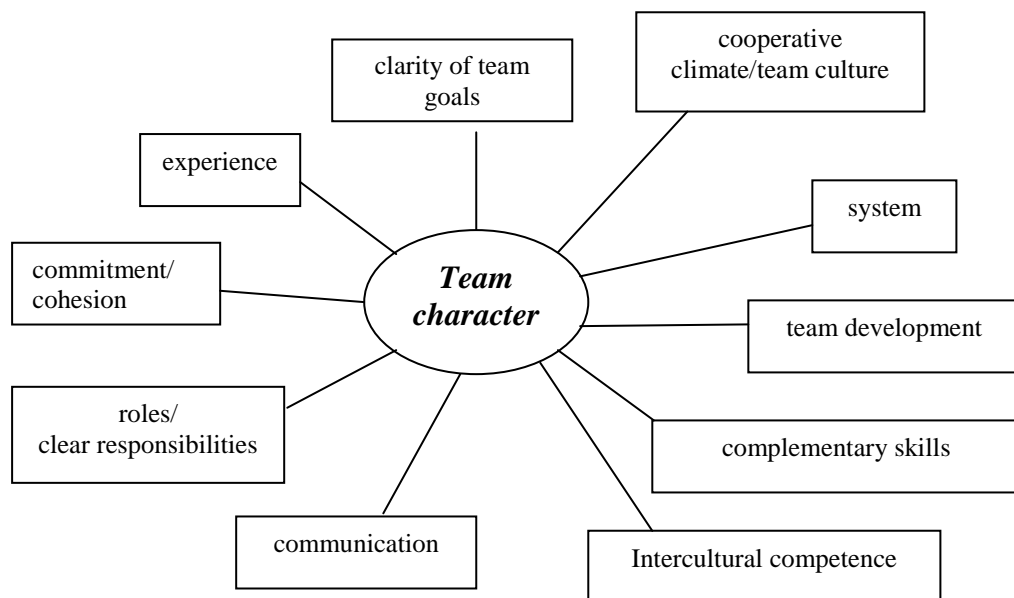 clarity of team
goals
cooperative
climate/team culture
experience
system
commitment/
cohesion
Team
character
team development
roles/
clear responsibilities
complementary skills
communication
Intercultural competence